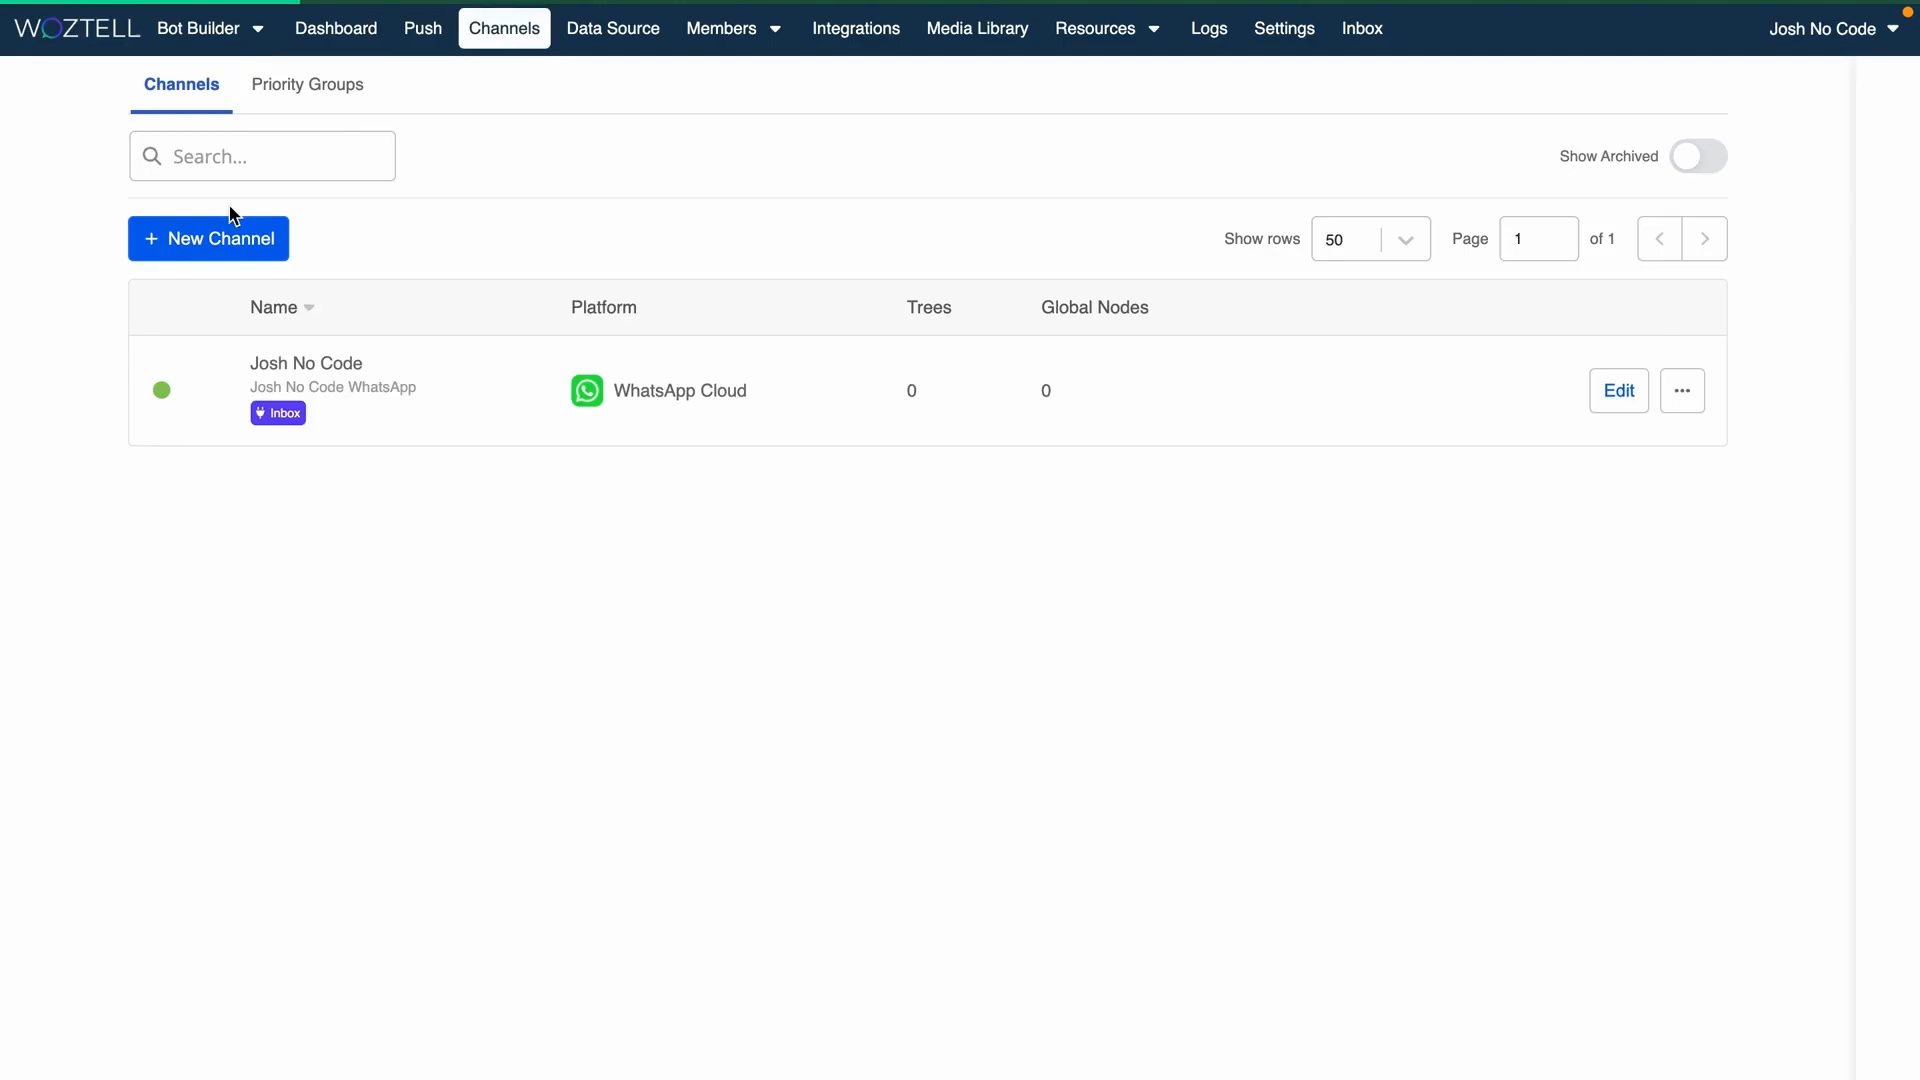 WOZTELL Bot Builder Dashboard Push Channels Data Source Members Integrations Media Library Resources Logs Settings Inbox Josh No Code
Channels Priority Groups
Search... Show Archived
+ New Channel Show rows 50 Page 1 of 1
Name Platform Trees Global Nodes
Josh No Code
Josh No Code WhatsApp
WhatsApp Cloud 0 0 Edit ...
Inbox